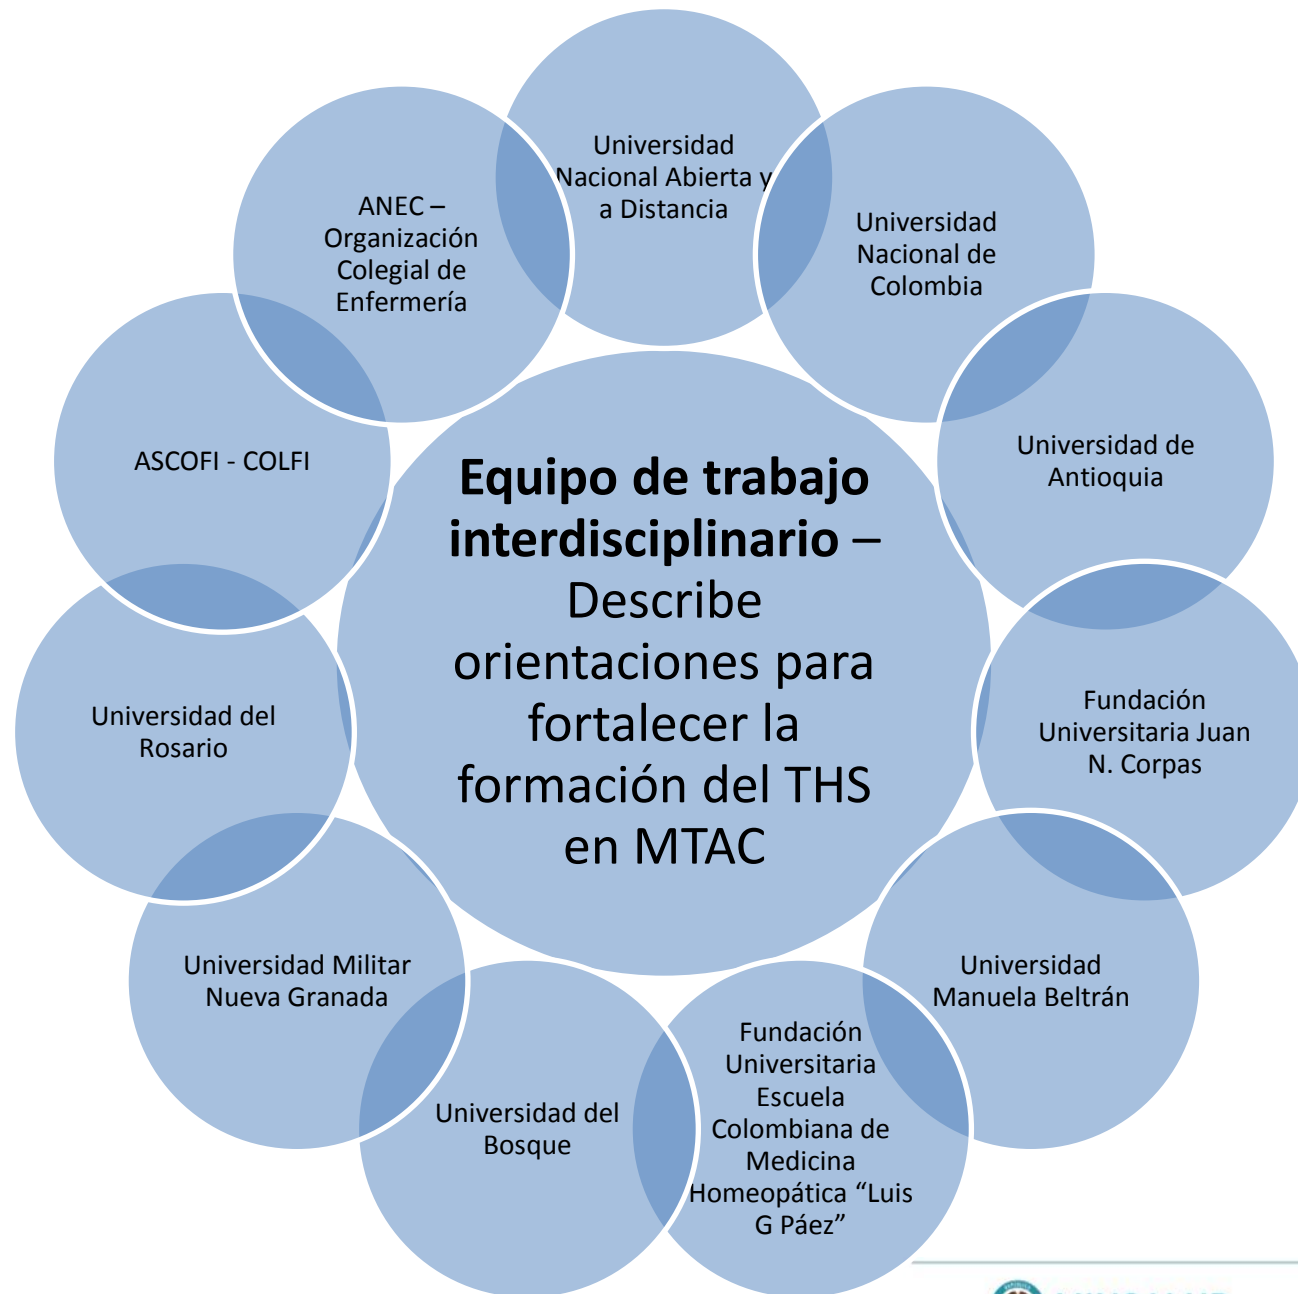 Universidad
Nacional Abierta y
a Distancia
Universidad
Nacional de
Colombia
Universidad de
Antioquia
Fundación
Universitaria Juan
N. Corpas
Universidad
Manuela Beltrán
Fundación
Universitaria
Escuela
Colombiana de
Medicina
Homeopática “Luis
G Páez”
Universidad del
Bosque
Universidad Militar
Nueva Granada
Universidad del
Rosario
ASCOFI - COLFI
ANEC –
Organización
Colegial de
Enfermería
Equipo de trabajo
interdisciplinario –
Describe
orientaciones para
fortalecer la
formación del THS
en MTAC